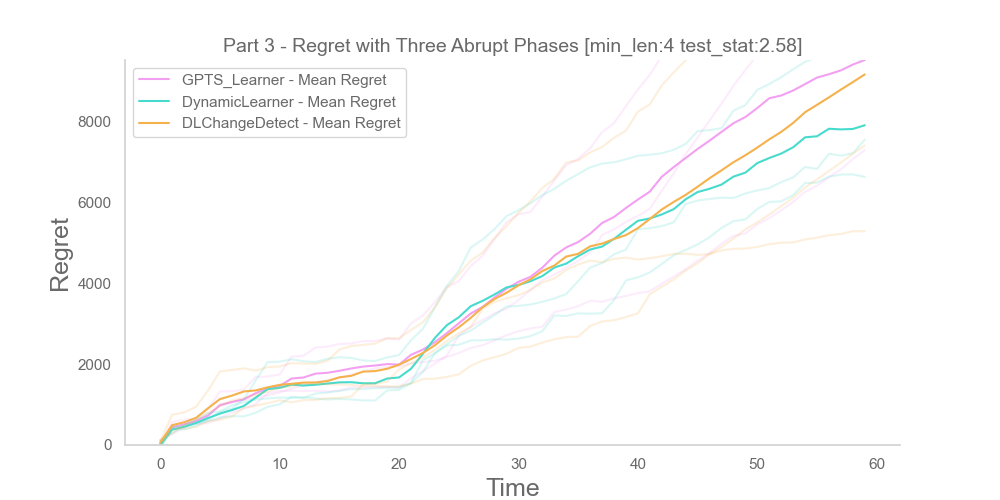 Part 3 - Regret with Three Abrupt Phases [min_len:4 test_stat:2.58]
GPTS_Learner - Mean Regret
DynamicLearner - Mean Regret
DLChangeDetect - Mean Regret
8000
6000
4000
2000
0
Regret
0 10 20 30 40 50 60
Time